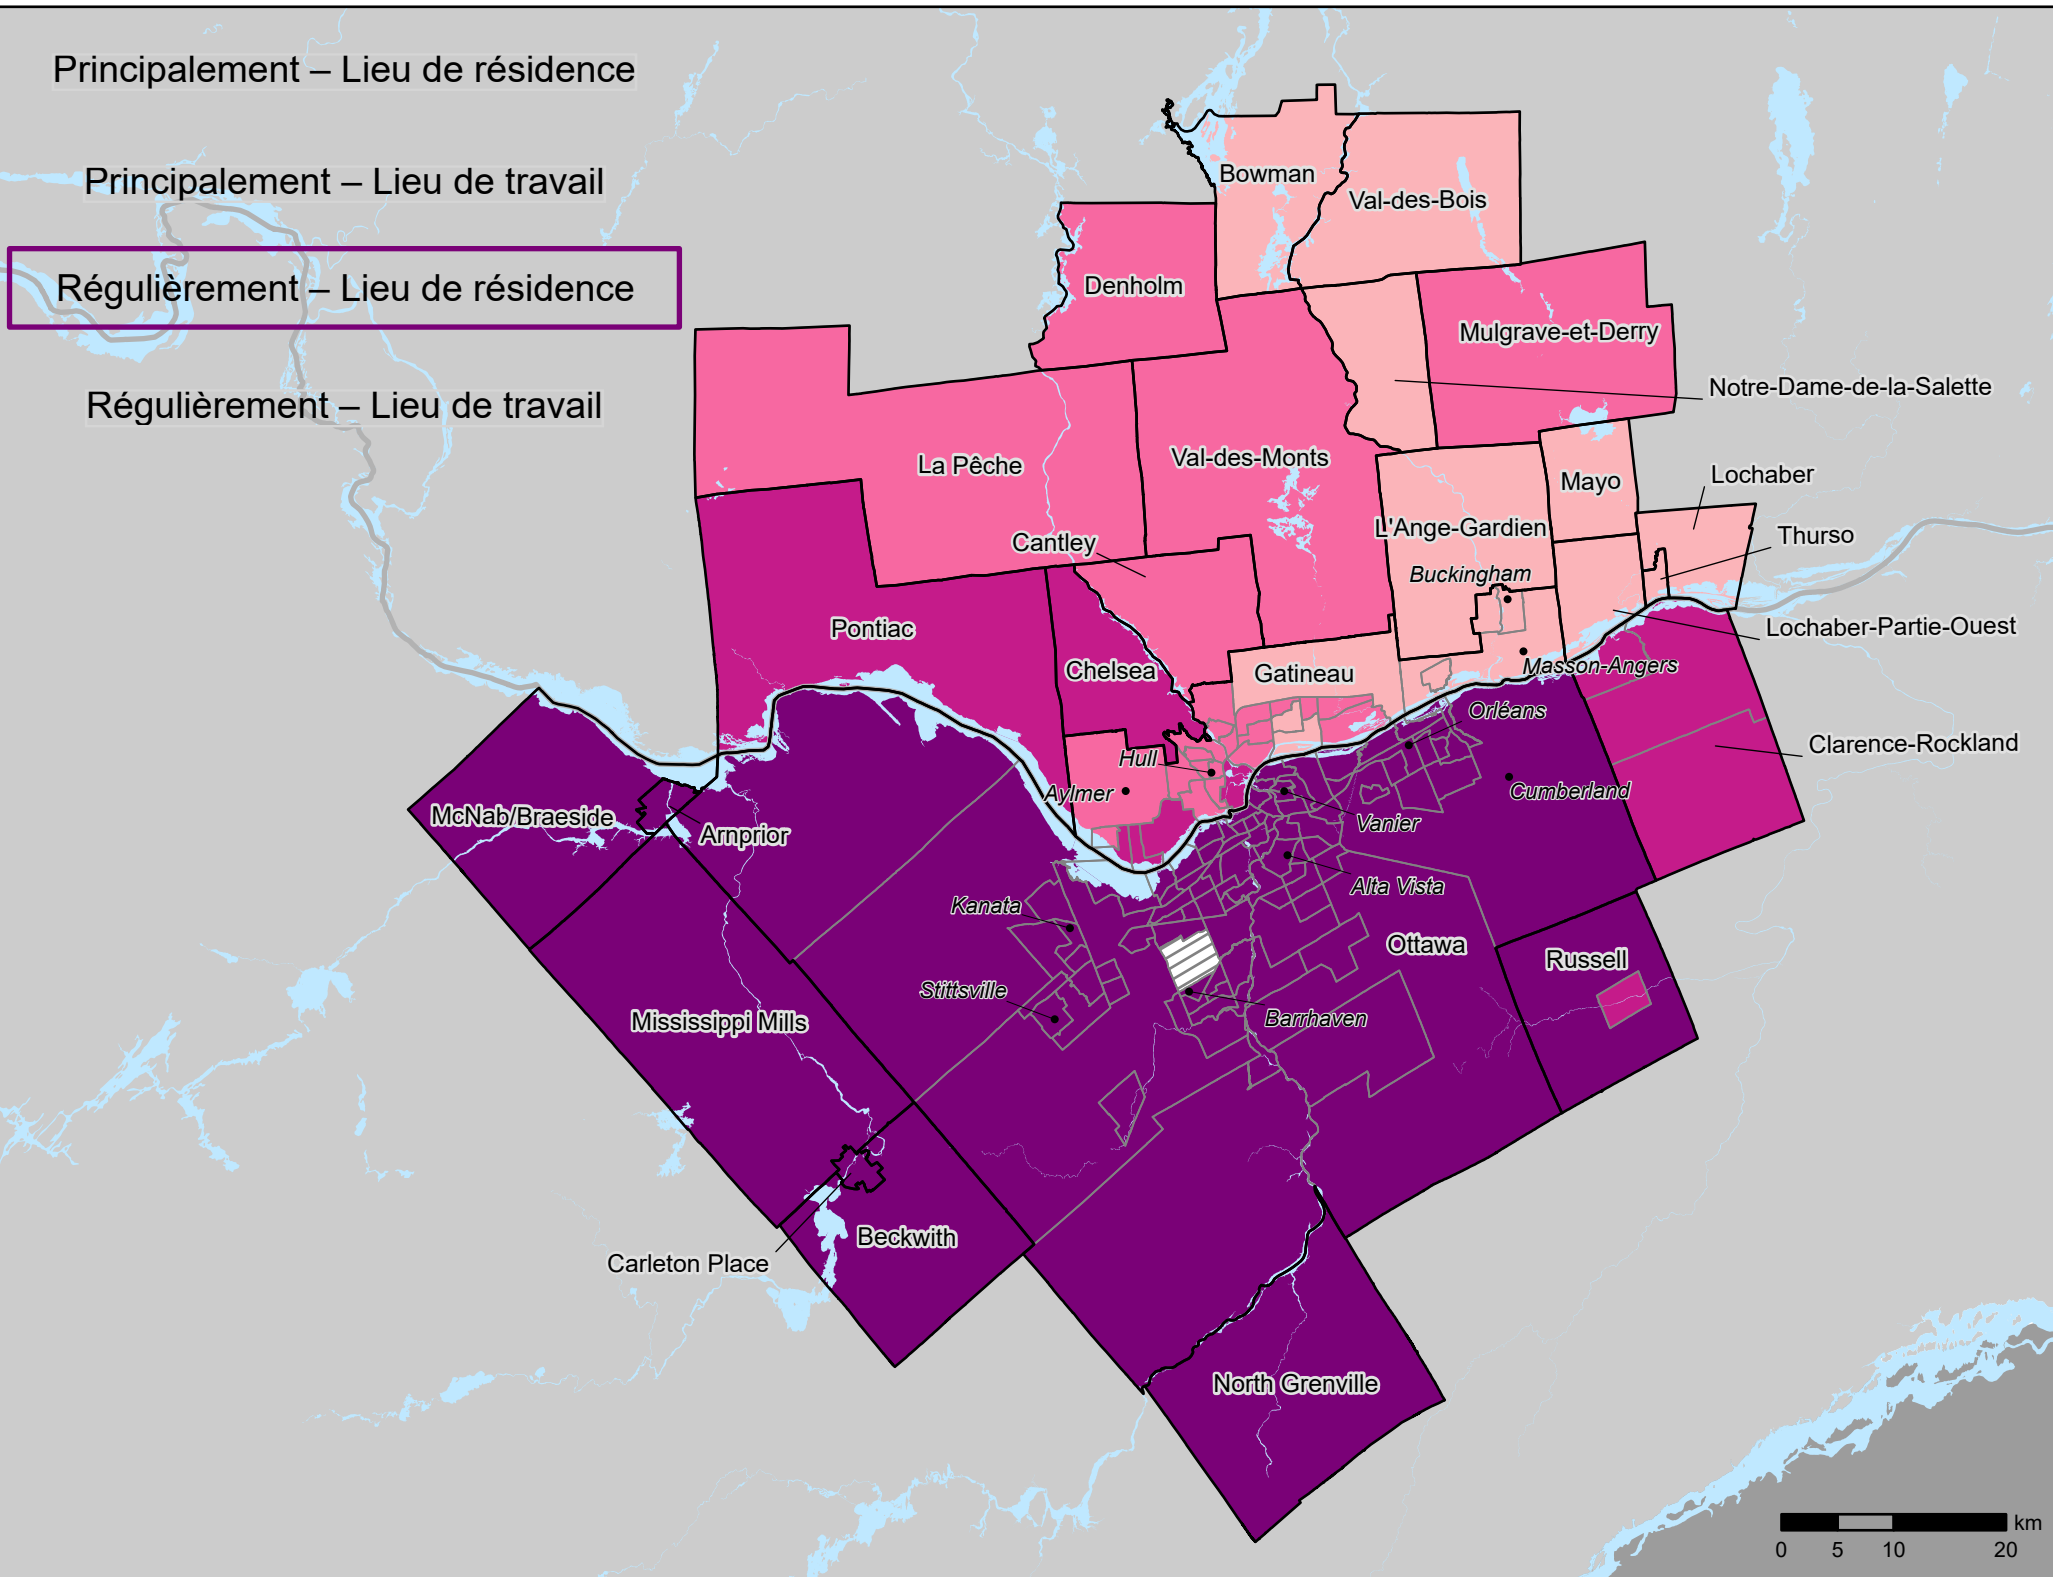 Principalement – Lieu de résidence
Principalement – Lieu de travail
Régulièrement – Lieu de résidence
Régulièrement – Lieu de travail
Bowman
Val-des-Bois
Denholm
Mulgrave-et-Derry
Notre-Dame-de-la-Salette
La Pêche
Val-des-Monts
Mayo
Lochaber
L'Ange-Gardien
Thurso
Cantley
Buckingham
Pontiac
Lochaber-Partie-Ouest
Chelsea
Gatineau
Masson-Angers
Orléans
Clarence-Rockland
Hull
Aylmer
Cumberland
McNab/Braeside
Arnprior
Vanier
Alta Vista
Kanata
Ottawa
Russell
Stittsville
Mississippi Mills
Barrhaven
Beckwith
Carleton Place
North Grenville
km
0 5 10 20